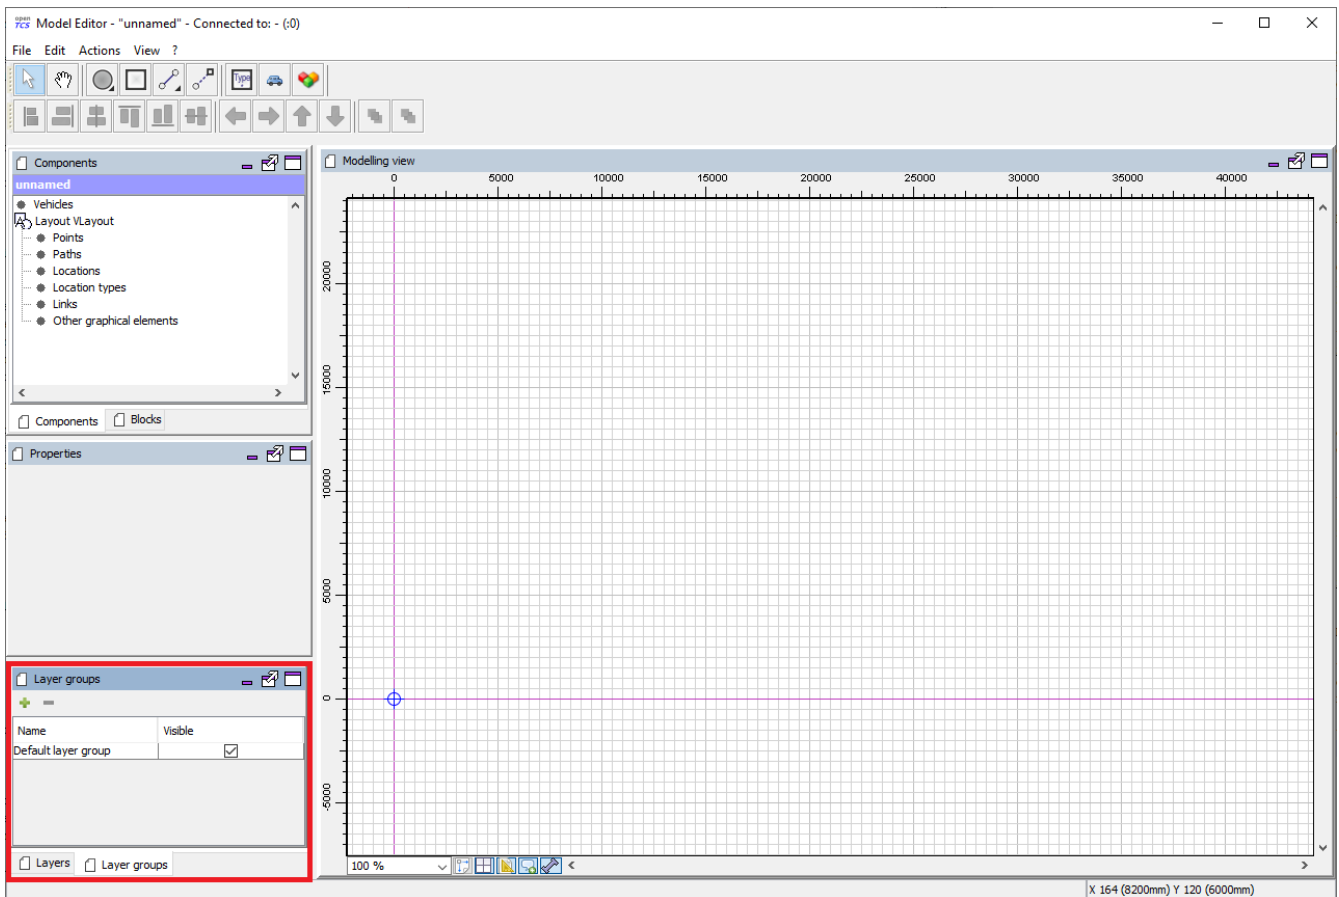 open TCS Model Editor - "unnamed" - Connected to: - (:0)
File Edit Actions View ?
Type
Components
unnamed
Vehicles
Layout VLayout
Points
Paths
Locations
Location types
Links
Other graphical elements
Components Blocks
Properties
Layer groups
Name Visible
Default layer group
Layers Layer groups
Modelling view
0 5000 10000 15000 20000 25000 30000 35000 40000
20000
15000
10000
5000
0
-5000
100 %
X 164 (8200mm) Y 120 (6000mm)